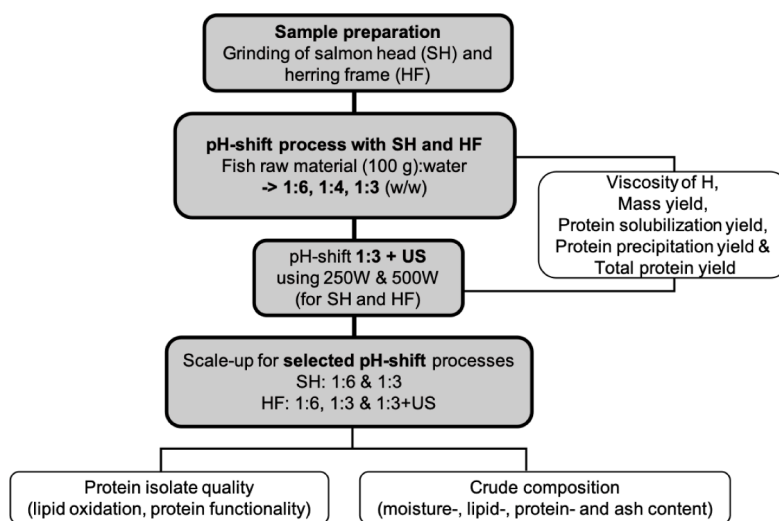 Sample preparation
Grinding of salmon head (SH) and
herring frame (HF)
pH-shift process with SH and HF
Fish raw material (100 g):water
-> 1:6, 1:4, 1:3 (w/w)
Viscosity of H,
Mass yield,
Protein solubilization yield,
Protein precipitation yield &
Total protein yield
pH-shift 1:3 + US
using 250W & 500W
(for SH and HF)
Scale-up for selected pH-shift processes
SH: 1:6 & 1:3
HF: 1:6, 1:3 & 1:3+US
Protein isolate quality
(lipid oxidation, protein functionality)
Crude composition
(moisture-, lipid-, protein- and ash content)